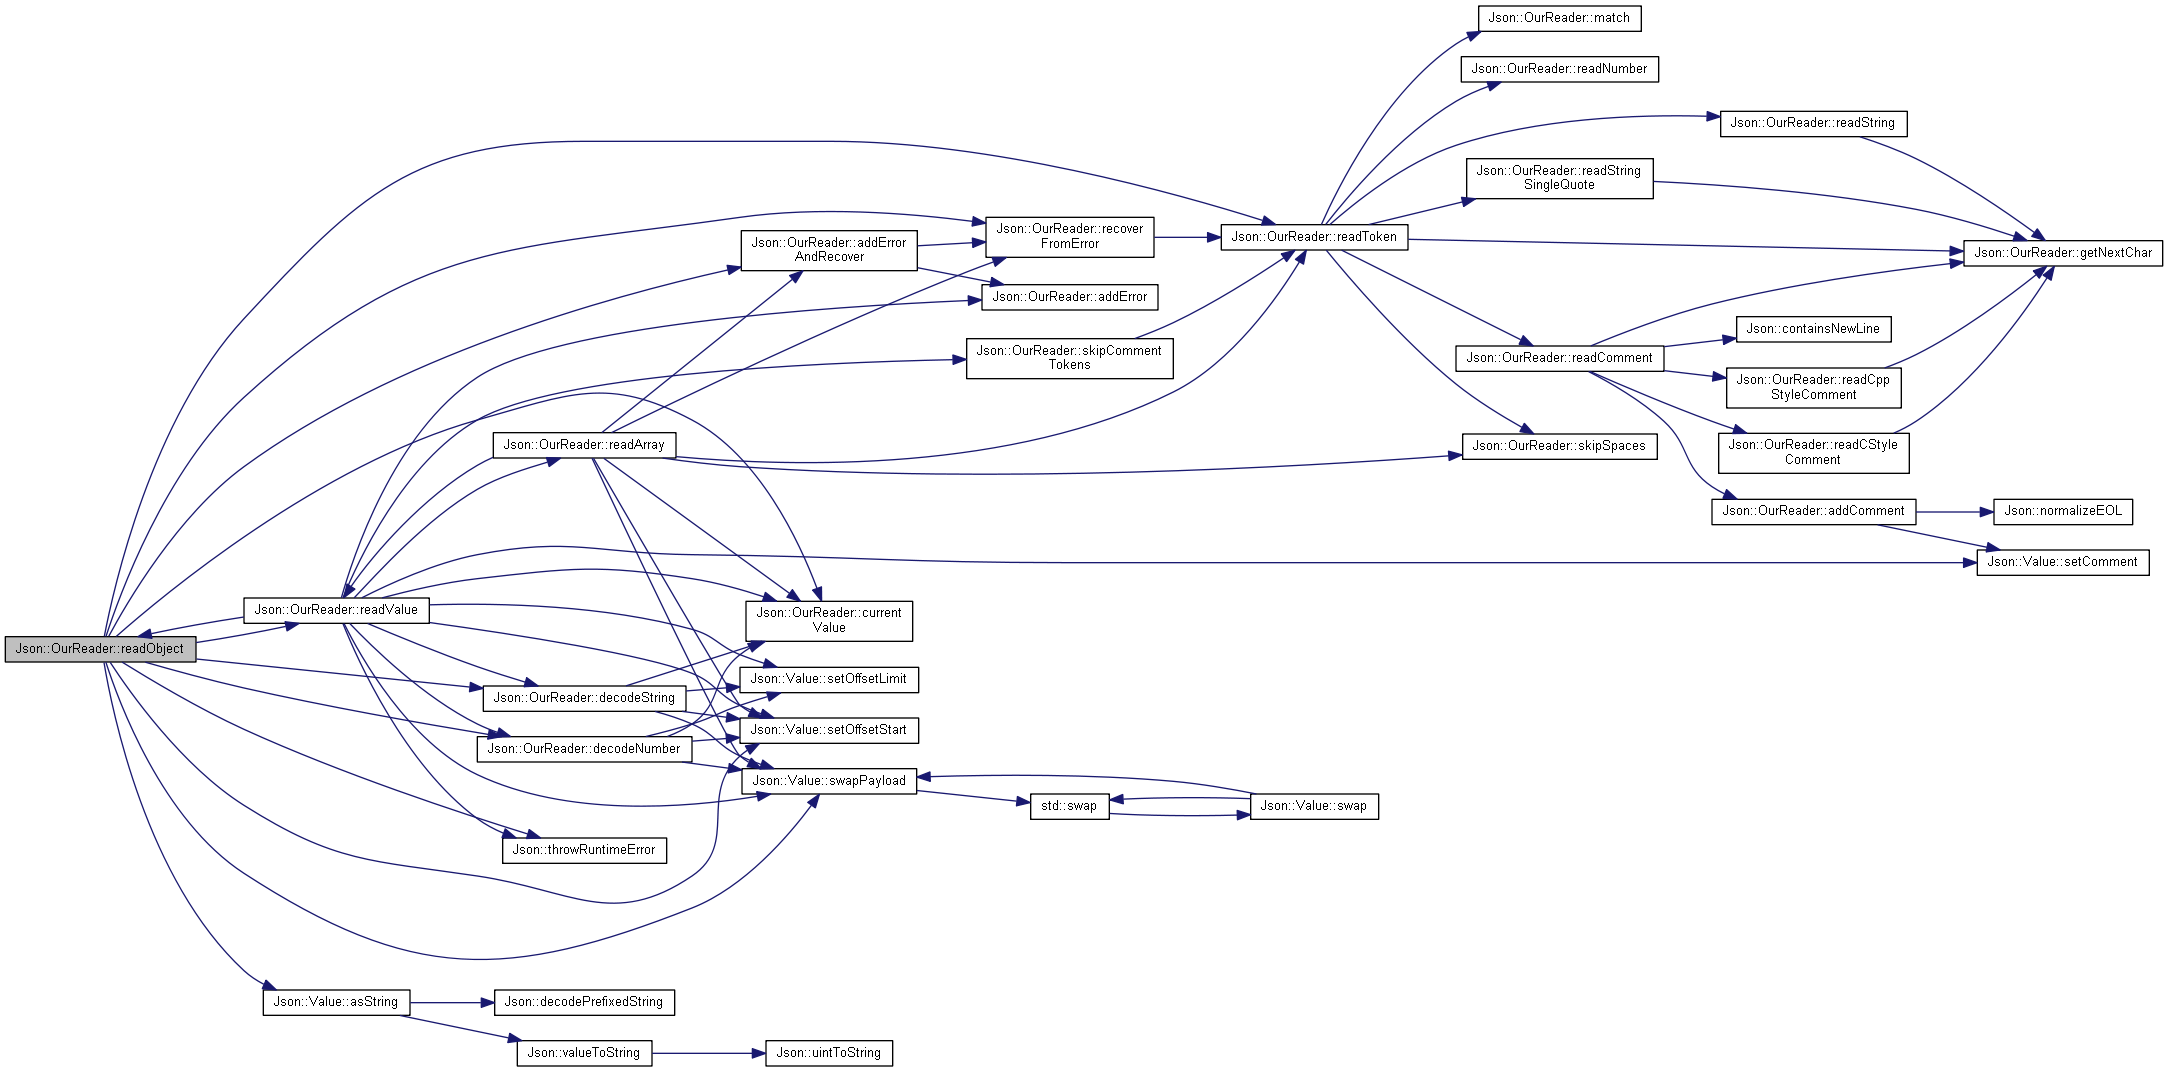 Json::OurReader::match
Json::OurReader::readNumber
Json::OurReader::readString
Json::OurReader::readString
SingleQuote
Json::OurReader::recover
FromError
Json::OurReader::addError
AndRecover
Json::OurReader::readToken
Json::OurReader::getNextChar
Json::OurReader::addError
Json::containsNewLine
Json::OurReader::skipComment
Tokens
Json::OurReader::readComment
Json::OurReader::readCpp
StyleComment
Json::OurReader::readArray
Json::OurReader::skipSpaces
Json::OurReader::readCStyle
Comment
Json::OurReader::addComment
Json::normalizeEOL
Json::Value::setComment
Json::OurReader::readValue
Json::OurReader::current
Value
Json::OurReader::readObject
Json::Value::setOffsetLimit
Json::OurReader::decodeString
Json::Value::setOffsetStart
Json::OurReader::decodeNumber
Json::Value::swapPayload
std::swap
Json::Value::swap
Json::throwRuntimeError
Json::Value::asString
Json::decodePrefixedString
Json::valueToString
Json::uintToString